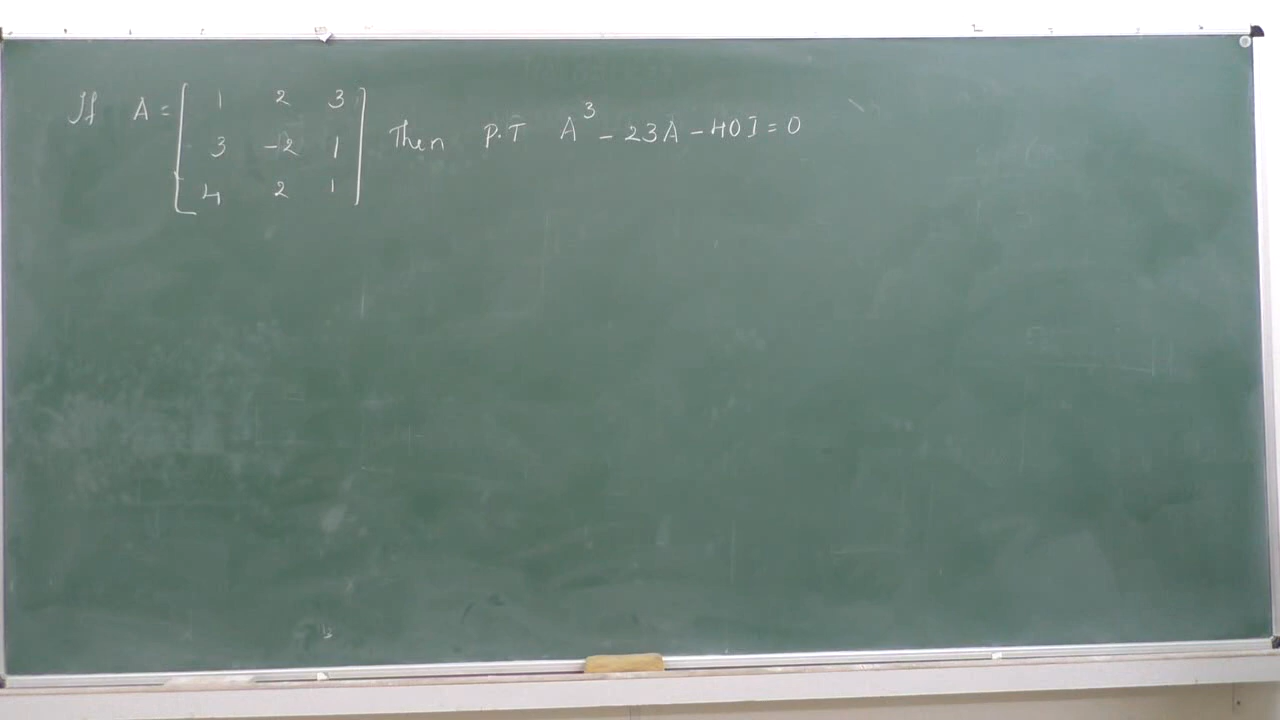 If A = [ 1 2 3
3 -2 1 Then P.T A³ - 23A - 40I = 0
4 2 1 ]